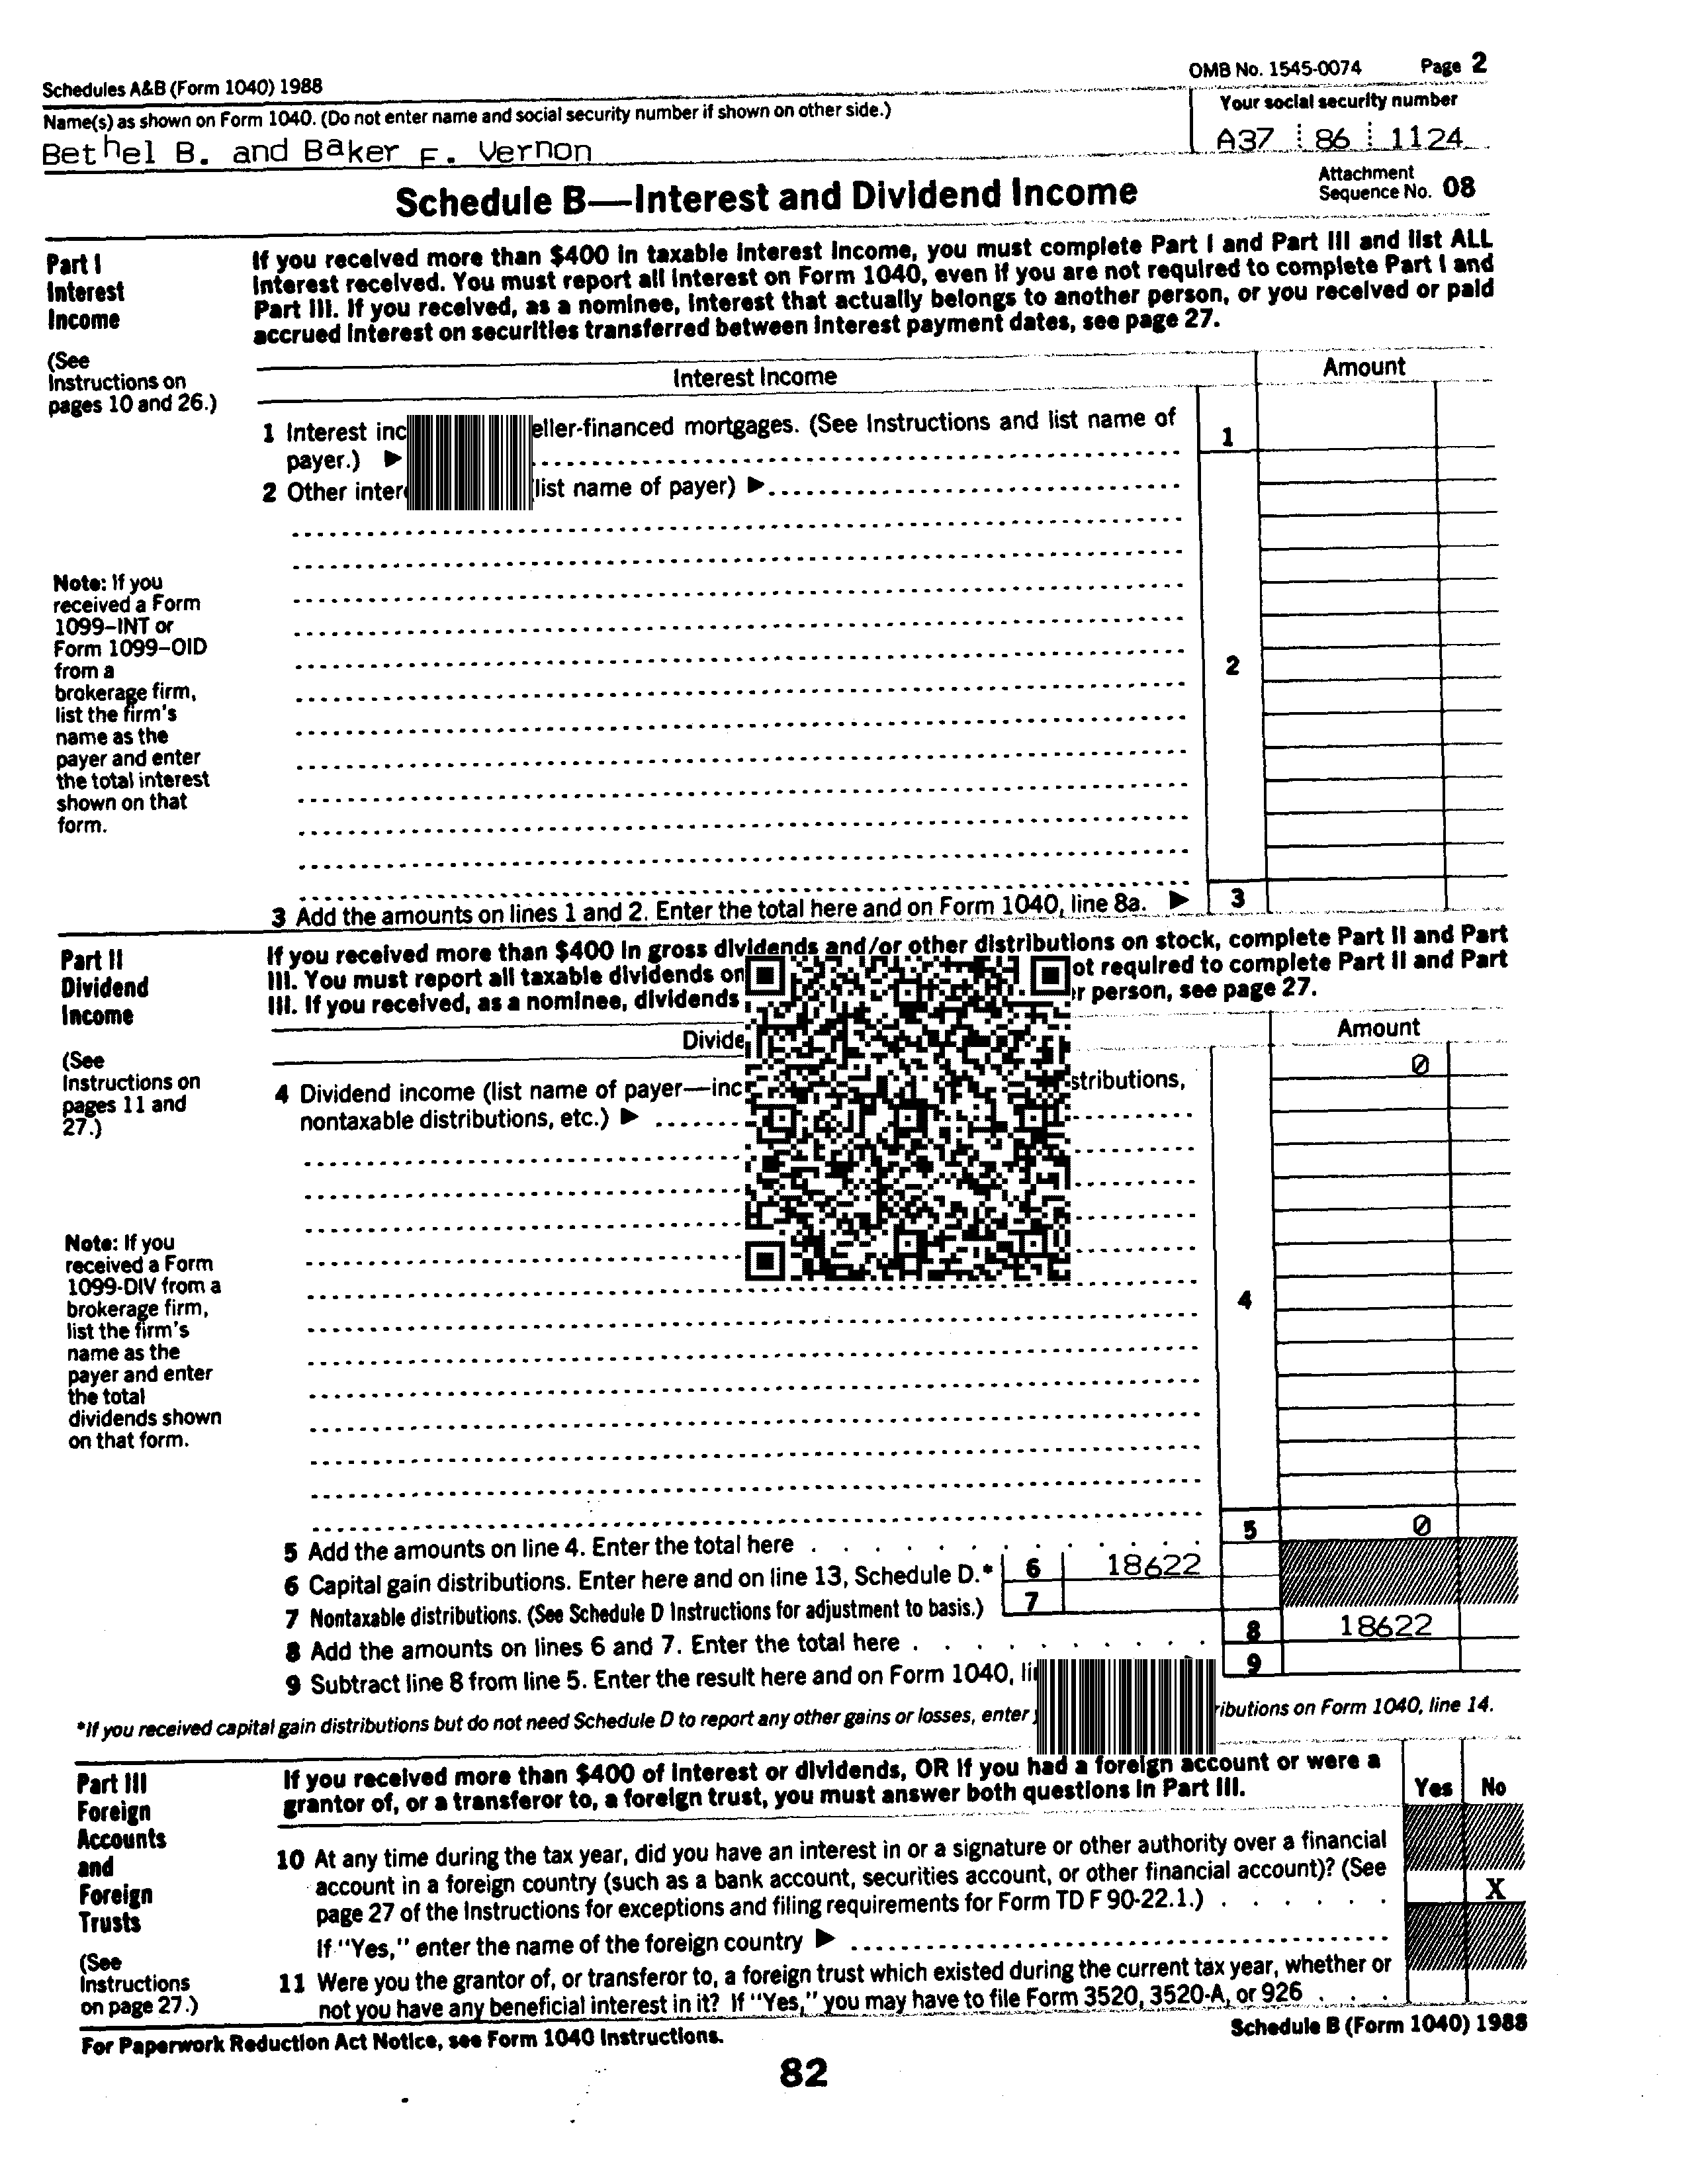 Schedules A&B (Form 1040) 1988
OMB No. 1545-0074
Page 2
Name(s) as shown on Form 1040. (Do not enter name and social security number if shown on other side.)
Your social security number
Bethel B. and Baker F. Vernon
A37 86 1124
Schedule B—Interest and Dividend Income
Attachment
Sequence No. 08
Part I
Interest
Income
(See
Instructions on
pages 10 and 26.)
If you received more than $400 in taxable interest income, you must complete Part I and Part III and list ALL
interest received. You must report all interest on Form 1040, even if you are not required to complete Part I and
Part III. If you received, as a nominee, interest that actually belongs to another person, or you received or paid
accrued interest on securities transferred between interest payment dates, see page 27.
Interest Income
Amount
1 Interest eller-financed mortgages. (See Instructions and list name of
payer.) ▶
1
2 Other list name of payer) ▶
Note: If you
received a Form
1099–INT or
Form 1099–OID
from a
brokerage firm,
list the firm's
name as the
payer and enter
the total interest
shown on that
form.
2
3 Add the amounts on lines 1 and 2. Enter the total here and on Form 1040, line 8a. ▶
3
Part II
Dividend
Income
(See
Instructions on
pages 11 and
27.)
If you received more than $400 in gross dividends and/or other distributions on stock, complete Part II and Part
III. You must report all taxable dividends on required to complete Part II and Part
III. If you received, as a nominee, dividends person, see page 27.
Amount
4 Dividend income (list name of payer—
nontaxable distributions, etc.) ▶
0
Note: If you
received a Form
1099-DIV from a
brokerage firm,
list the firm's
name as the
payer and enter
the total
dividends shown
on that form.
4
5 Add the amounts on line 4. Enter the total here
5
0
6 Capital gain distributions. Enter here and on line 13, Schedule D.*
6
18622
7 Nontaxable distributions. (See Schedule D Instructions for adjustment to basis.)
7
8 Add the amounts on lines 6 and 7. Enter the total here
8
18622
9 Subtract line 8 from line 5. Enter the result here and on Form 1040,
9
*If you received capital gain distributions but do not need Schedule D to report any other gains or losses, enter on Form 1040, line 14.
Part III
Foreign
Accounts
and
Foreign
Trusts
(See
Instructions
on page 27.)
If you received more than $400 of interest or dividends, OR if you had a foreign account or were a
grantor of, or a transferor to, a foreign trust, you must answer both questions in Part III.
Yes No
10 At any time during the tax year, did you have an interest in or a signature or other authority over a financial
account in a foreign country (such as a bank account, securities account, or other financial account)? (See
page 27 of the Instructions for exceptions and filing requirements for Form TD F 90-22.1.)
X
If "Yes," enter the name of the foreign country ▶
11 Were you the grantor of, or transferor to, a foreign trust which existed during the current tax year, whether or
not you have any beneficial interest in it? If "Yes," you may have to file Form 3520, 3520-A, or 926
For Paperwork Reduction Act Notice, see Form 1040 Instructions.
Schedule B (Form 1040) 1988
82